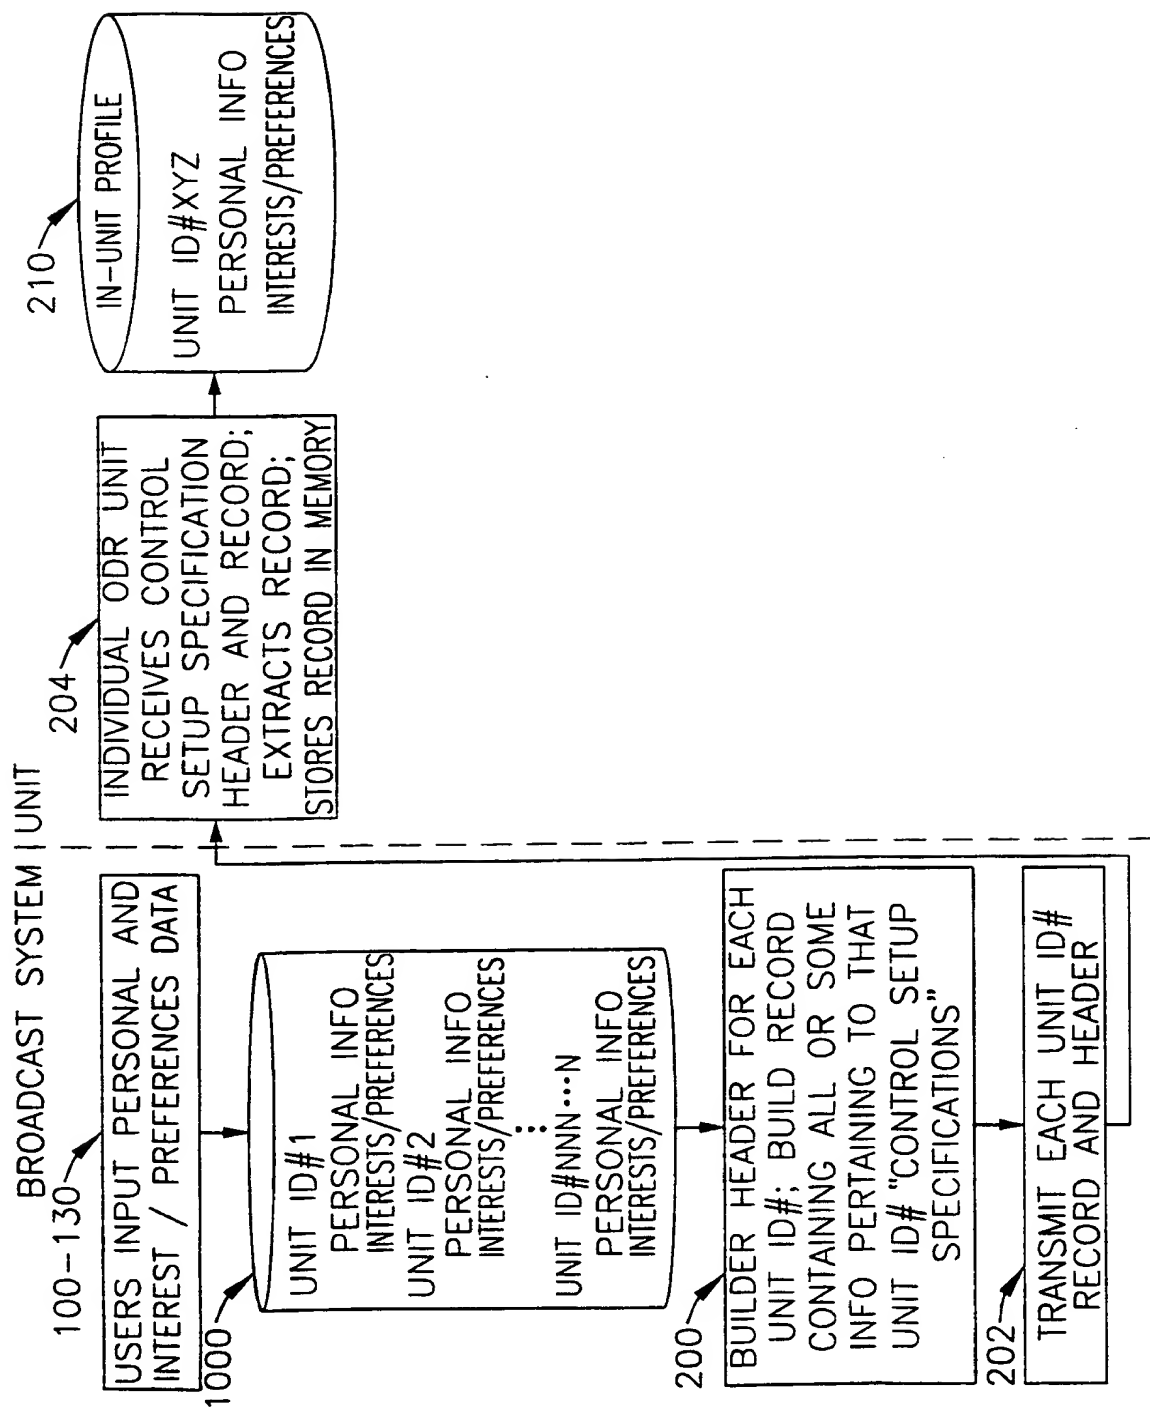 BROADCAST SYSTEM | UNIT
100-130
USERS INPUT PERSONAL AND
INTEREST / PREFERENCES DATA
1000
UNIT ID#1
PERSONAL INFO
INTERESTS/PREFERENCES
UNIT ID#2
PERSONAL INFO
INTERESTS/PREFERENCES
UNIT ID#NNN···N
PERSONAL INFO
INTERESTS/PREFERENCES
200
BUILDER HEADER FOR EACH
UNIT ID#; BUILD RECORD
CONTAINING ALL OR SOME
INFO PERTAINING TO THAT
UNIT ID# "CONTROL SETUP
SPECIFICATIONS"
202
TRANSMIT EACH UNIT ID#
RECORD AND HEADER
204
INDIVIDUAL ODR UNIT
RECEIVES CONTROL
SETUP SPECIFICATION
HEADER AND RECORD;
EXTRACTS RECORD;
STORES RECORD IN MEMORY
210
IN-UNIT PROFILE
UNIT ID#XYZ
PERSONAL INFO
INTERESTS/PREFERENCES